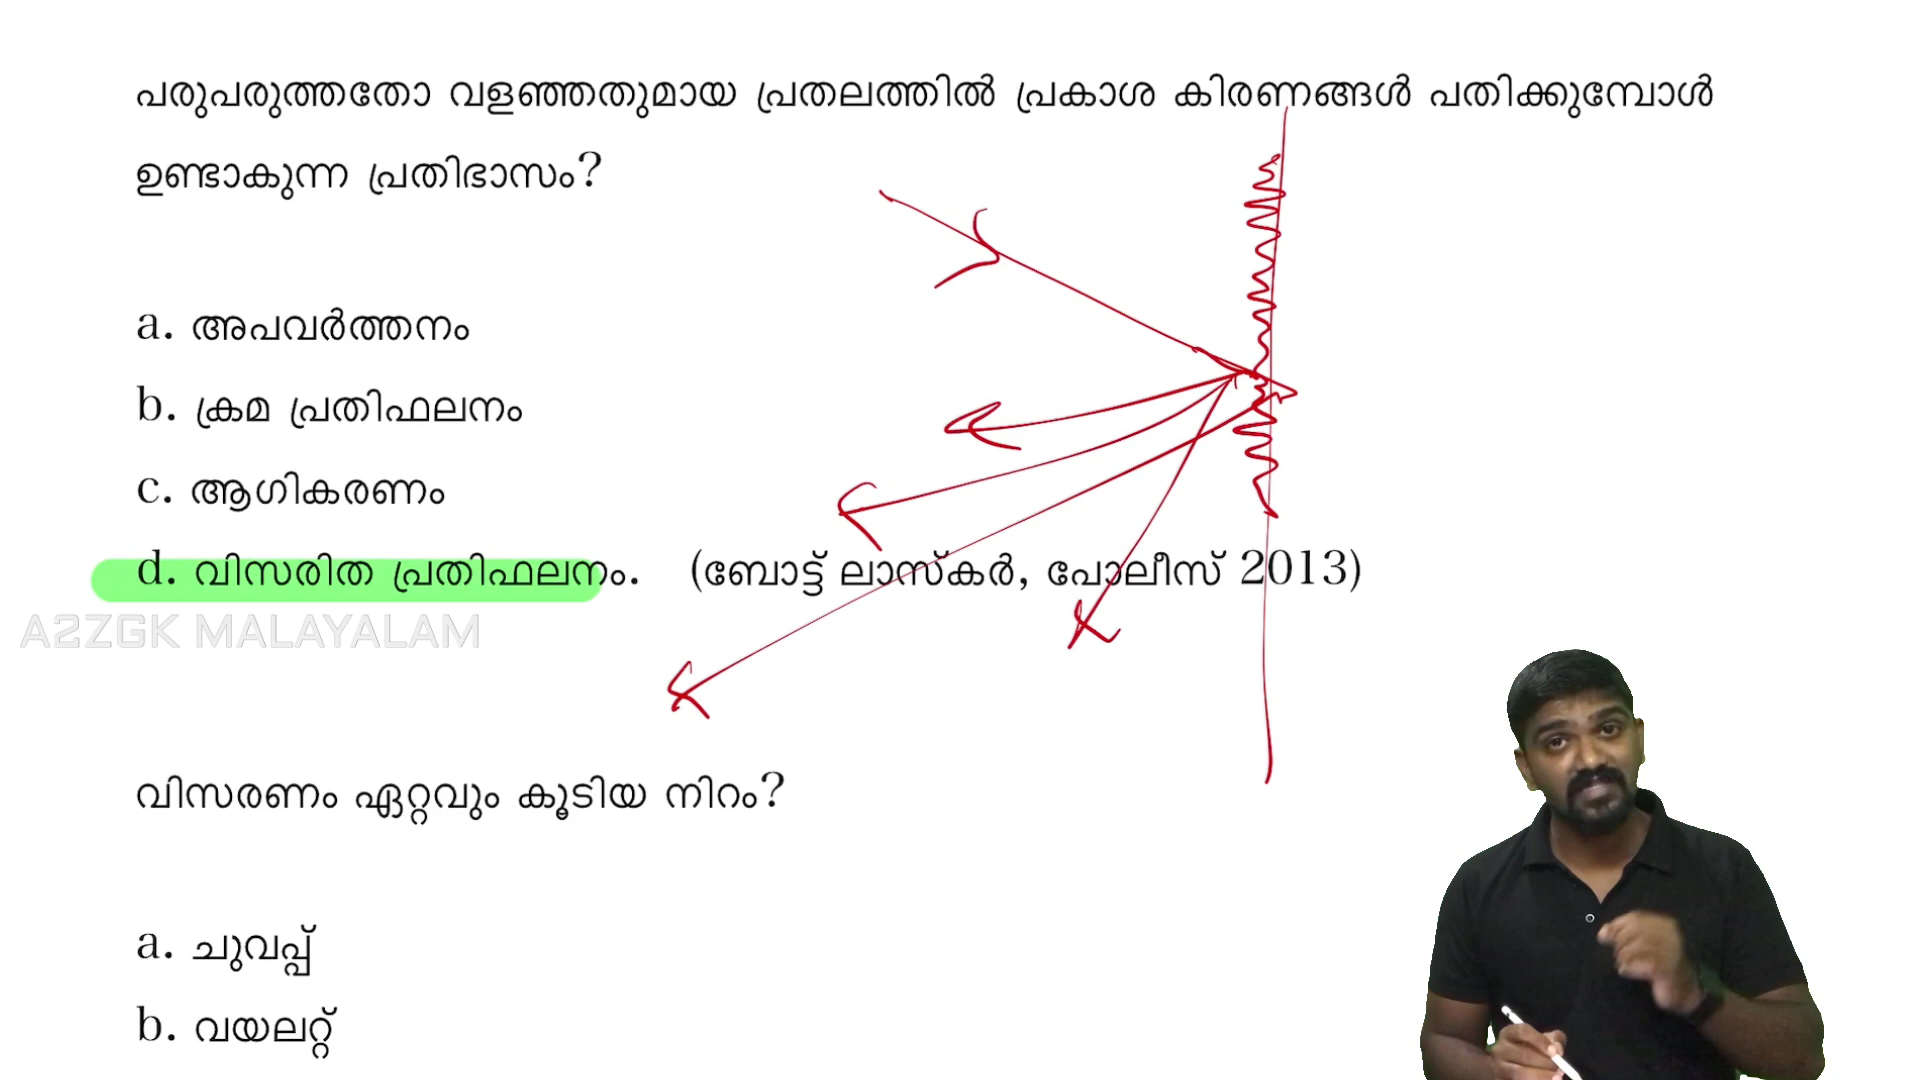 പരുപരുത്തതോ വളഞ്ഞതുമായ പ്രതലത്തിൽ പ്രകാശ കിരണങ്ങൾ പതിക്കുമ്പോൾ
ഉണ്ടാകുന്ന പ്രതിഭാസം?
a. അപവർത്തനം
b. ക്രമ പ്രതിഫലനം
c. ആഗികരണം
d. വിസരിത പ്രതിഫലനം. (ബോട്ട് ലാസ്കർ, പോലീസ് 2013)
A2ZGK MALAYALAM
വിസരണം ഏറ്റവും കൂടിയ നിറം?
a. ചുവപ്പ്
b. വയലറ്റ്